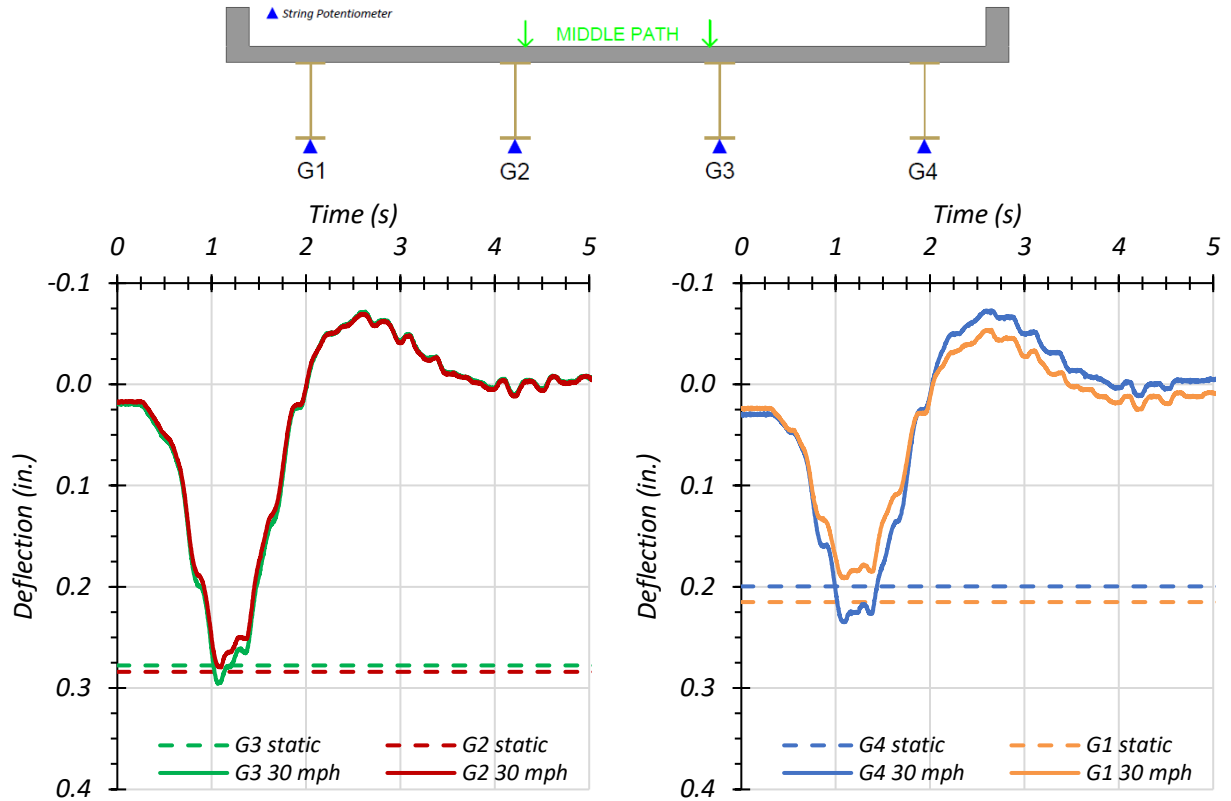 String Potentiometer
MIDDLE PATH
G1 G2 G3 G4
Time (s)
0 1 2 3 4 5
-0.1
0.0
0.1
0.2
0.3
0.4
Deflection (in.)
G3 static G2 static
G3 30 mph G2 30 mph
Time (s)
0 1 2 3 4 5
-0.1
0.0
0.1
0.2
0.3
0.4
Deflection (in.)
G4 static G1 static
G4 30 mph G1 30 mph